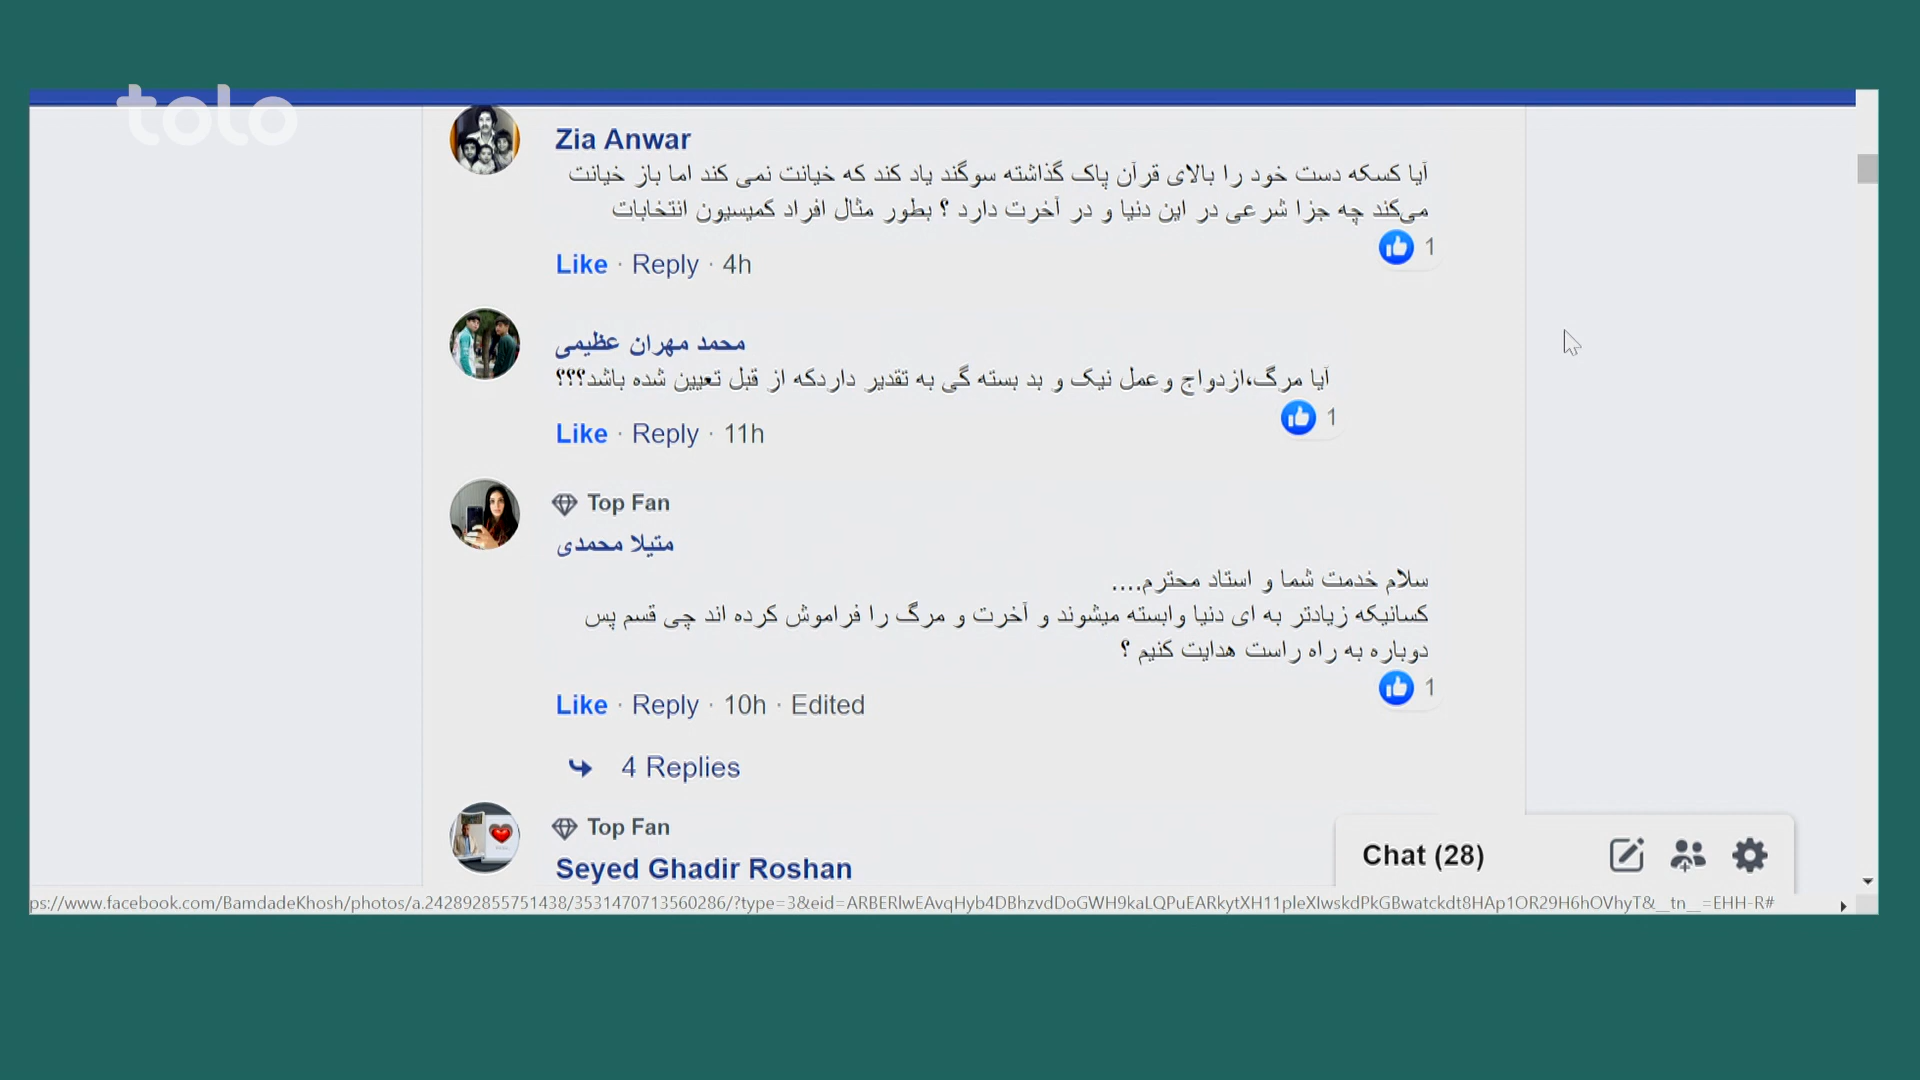 tolo
Zia Anwar
آیا کسکه دست خود را بالای قرآن پاک گذاشته سوگند یاد کند که خیانت نمی کند اما باز خیانت
می‌کند چه جزا شرعی در این دنیا و در آخرت دارد ؟ بطور مثال افراد کمیسیون انتخابات
1
Like · Reply · 4h
محمد مهران عظیمی
آیا مرگ،ازدواج وعمل نیک و بد بسته گی به تقدیر داردکه از قبل تعیین شده باشد؟؟؟
1
Like · Reply · 11h
Top Fan
متیلا محمدی
سلام خدمت شما و استاد محترم....
کسانیکه زیادتر به ای دنیا وابسته میشوند و آخرت و مرگ را فراموش کرده اند چی قسم پس
دوباره به راه راست هدایت کنیم ؟
1
Like · Reply · 10h · Edited
4 Replies
Top Fan
Seyed Ghadir Roshan
Chat (28)
ps://www.facebook.com/BamdadeKhosh/photos/a.242892855751438/3531470713560286/?type=3&eid=ARBERlwEAvqHyb4DBhzvdDoGWH9kaLQPuEARkytXH11pleXIwskdPkGBwatckdt8HAp1OR29H6hOVhyT&__tn__=EHH-R#